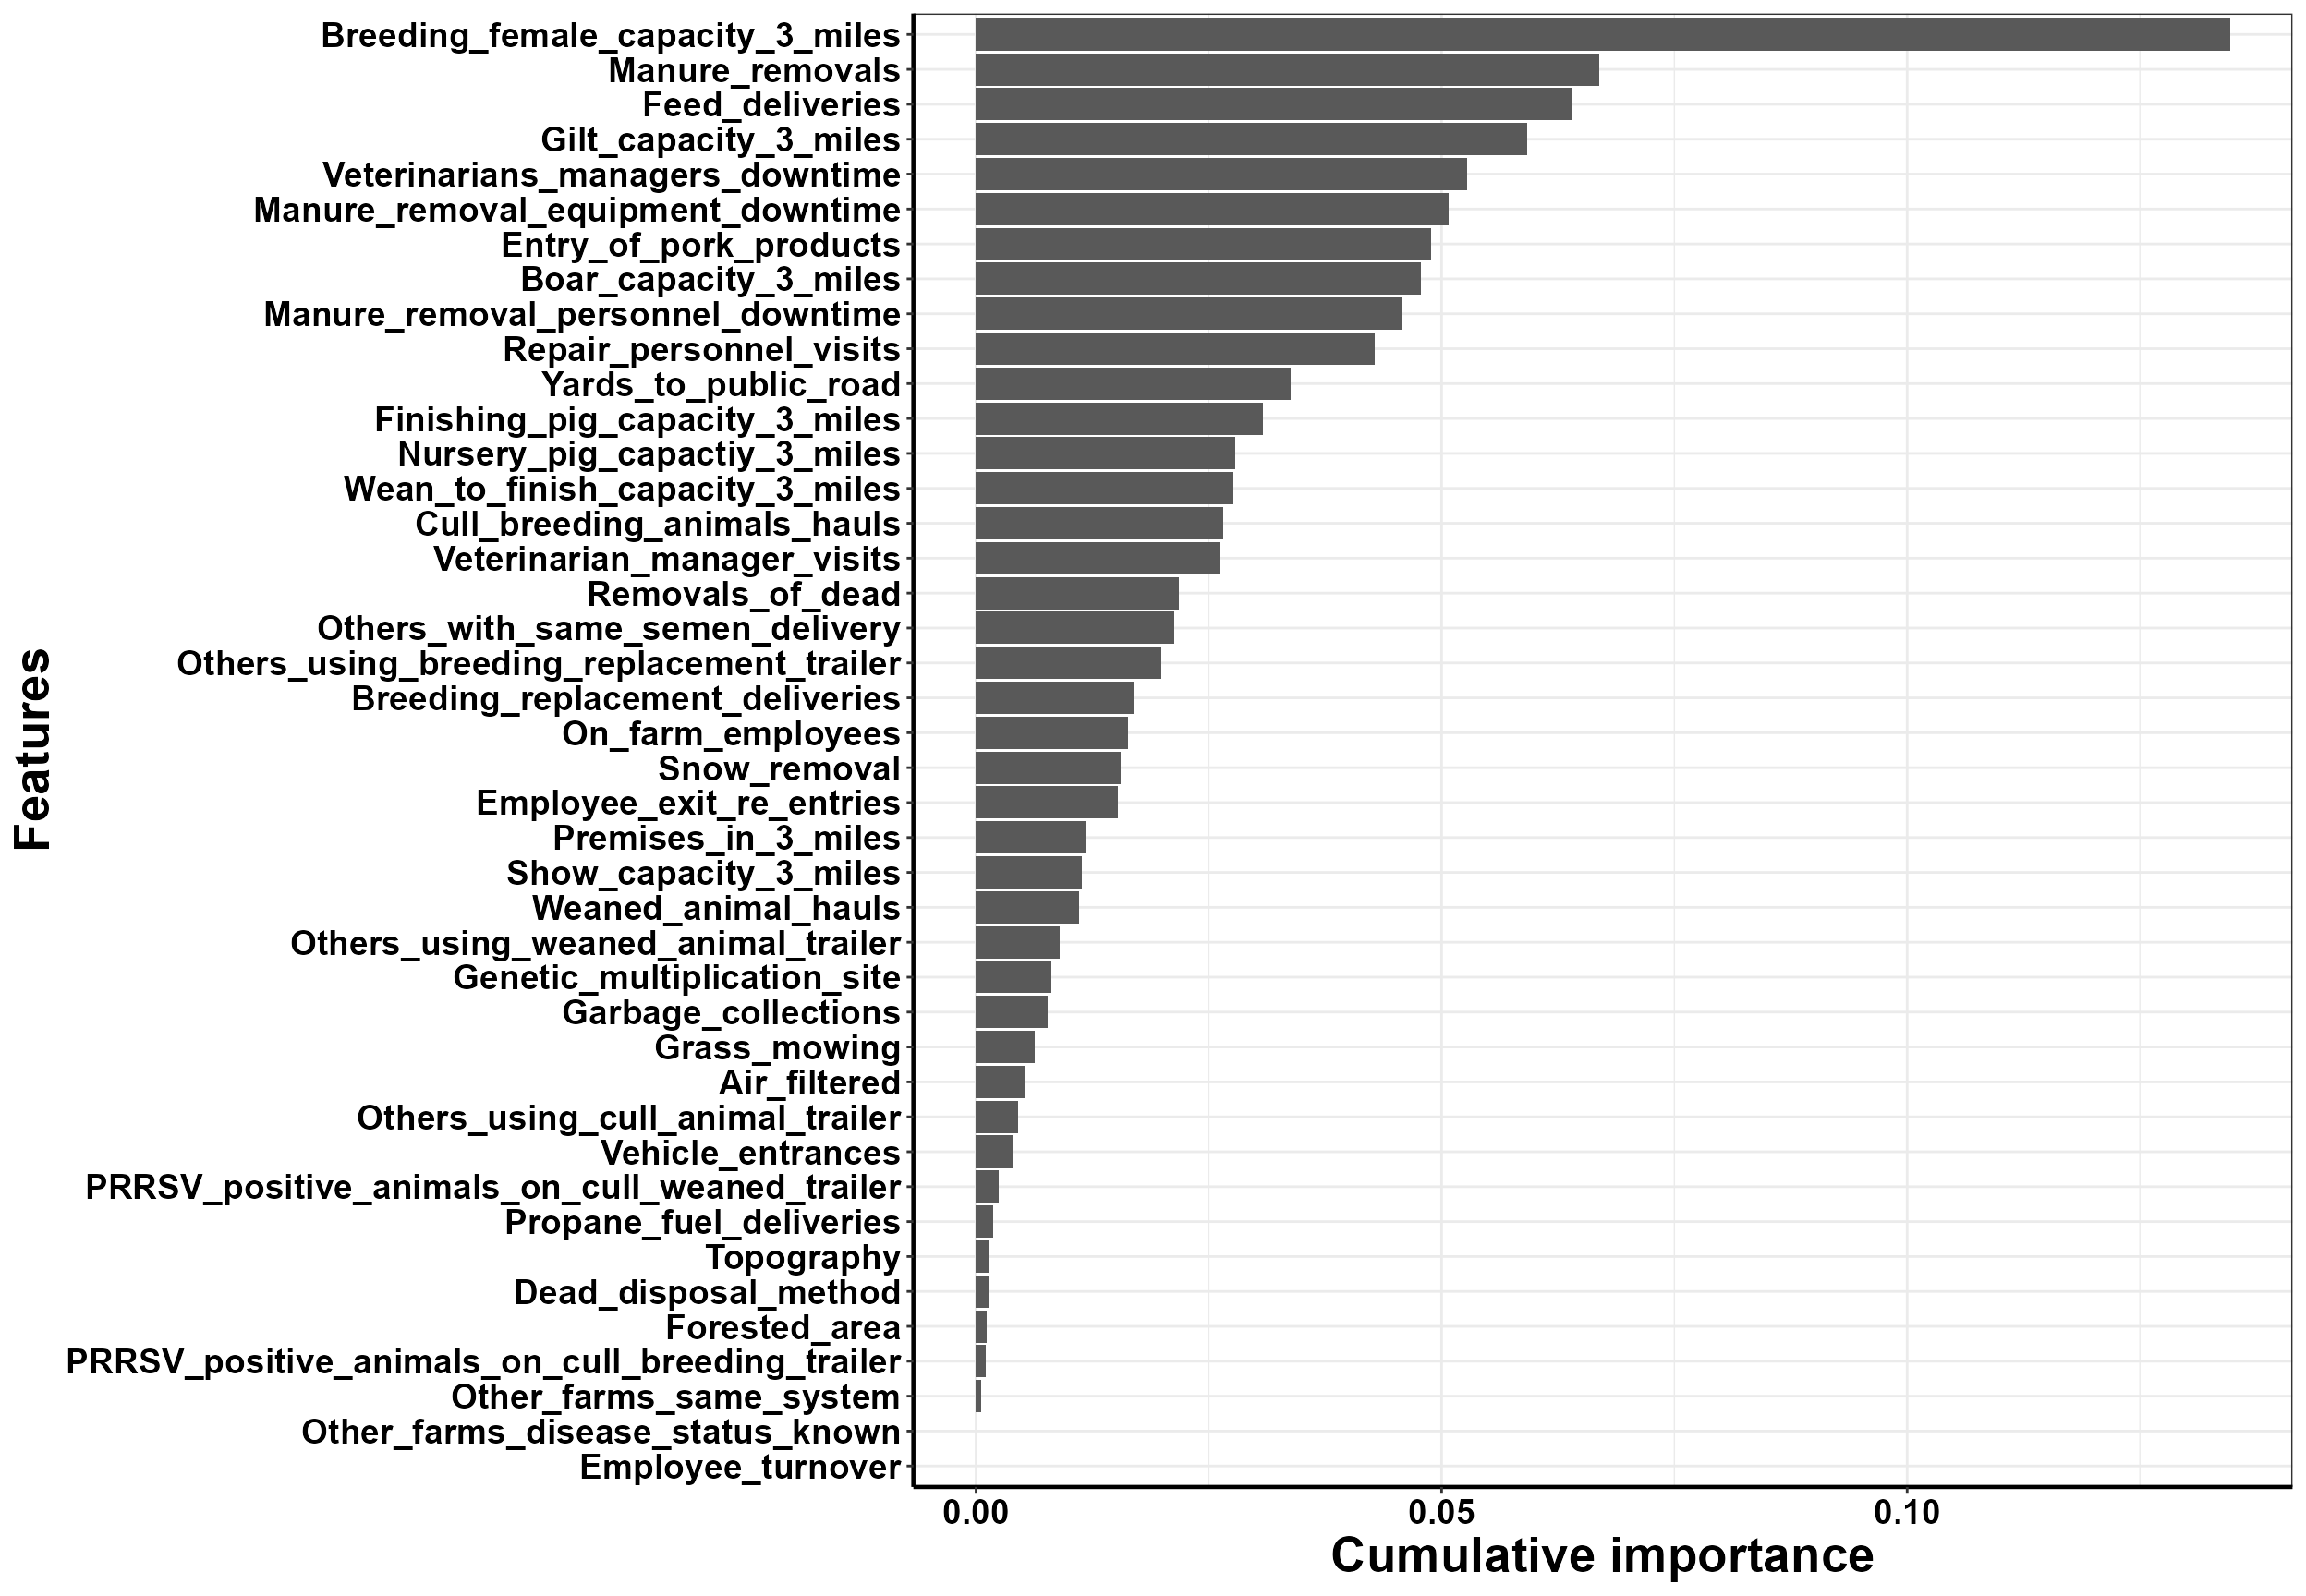 Breeding_female_capacity_3_miles
Manure_removals
Feed_deliveries
Gilt_capacity_3_miles
Veterinarians_managers_downtime
Manure_removal_equipment_downtime
Entry_of_pork_products
Boar_capacity_3_miles
Manure_removal_personnel_downtime
Repair_personnel_visits
Yards_to_public_road
Finishing_pig_capacity_3_miles
Nursery_pig_capactiy_3_miles
Wean_to_finish_capacity_3_miles
Cull_breeding_animals_hauls
Veterinarian_manager_visits
Removals_of_dead
Others_with_same_semen_delivery
Others_using_breeding_replacement_trailer
Breeding_replacement_deliveries
On_farm_employees
Snow_removal
Employee_exit_re_entries
Premises_in_3_miles
Show_capacity_3_miles
Weaned_animal_hauls
Others_using_weaned_animal_trailer
Genetic_multiplication_site
Garbage_collections
Grass_mowing
Air_filtered
Others_using_cull_animal_trailer
Vehicle_entrances
PRRSV_positive_animals_on_cull_weaned_trailer
Propane_fuel_deliveries
Topography
Dead_disposal_method
Forested_area
PRRSV_positive_animals_on_cull_breeding_trailer
Other_farms_same_system
Other_farms_disease_status_known
Employee_turnover
Features
0.00 0.05 0.10
Cumulative importance